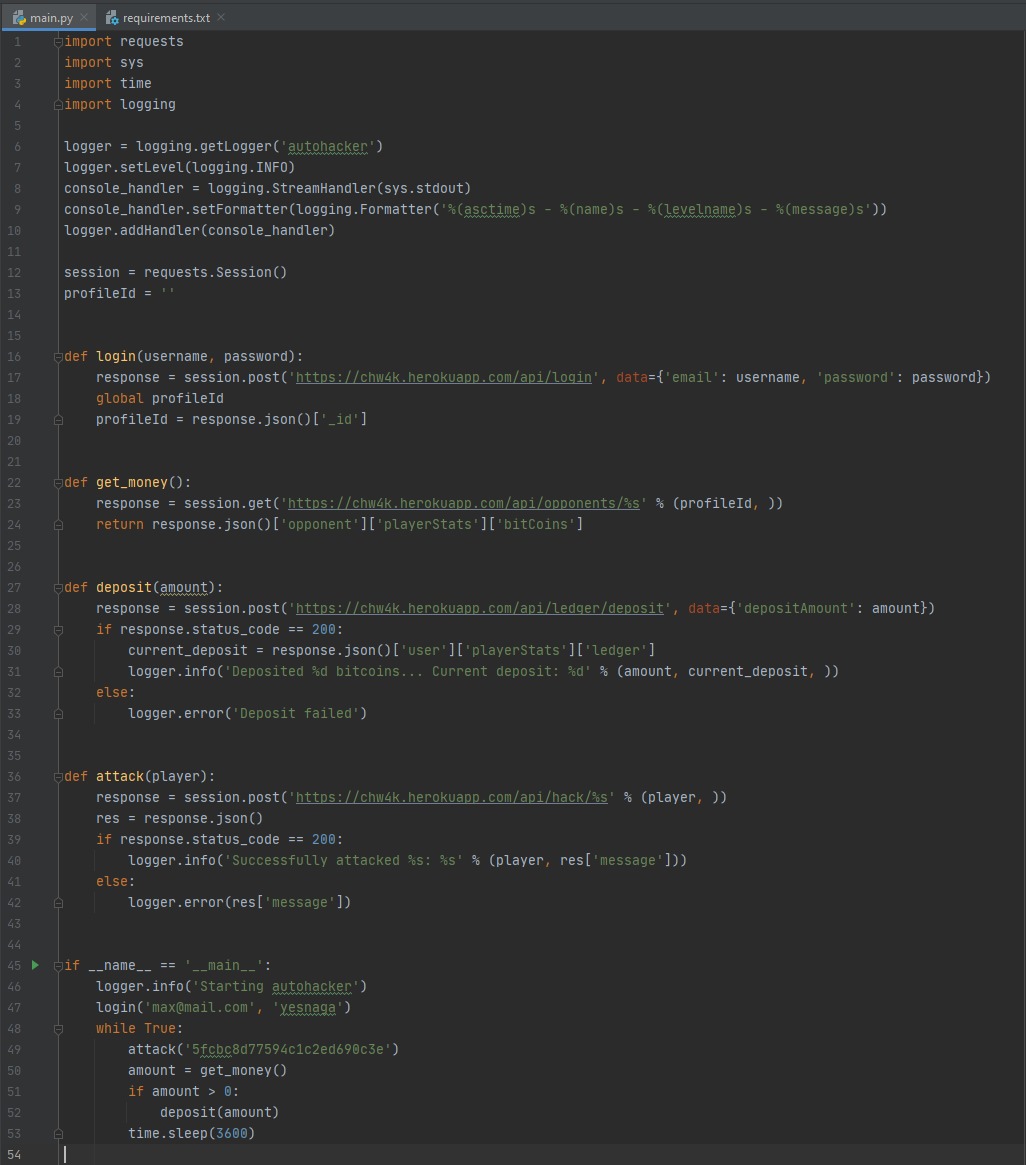 main.py requirements.txt
1 import requests
2 import sys
3 import time
4 import logging
5
6 logger = logging.getLogger('autohacker')
7 logger.setLevel(logging.INFO)
8 console_handler = logging.StreamHandler(sys.stdout)
9 console_handler.setFormatter(logging.Formatter('%(asctime)s - %(name)s - %(levelname)s - %(message)s'))
10 logger.addHandler(console_handler)
11
12 session = requests.Session()
13 profileId = ''
14
15
16 def login(username, password):
17     response = session.post('https://chw4k.herokuapp.com/api/login', data={'email': username, 'password': password})
18     global profileId
19     profileId = response.json()['_id']
20
21
22 def get_money():
23     response = session.get('https://chw4k.herokuapp.com/api/opponents/%s' % (profileId, ))
24     return response.json()['opponent']['playerStats']['bitCoins']
25
26
27 def deposit(amount):
28     response = session.post('https://chw4k.herokuapp.com/api/ledger/deposit', data={'depositAmount': amount})
29     if response.status_code == 200:
30         current_deposit = response.json()['user']['playerStats']['ledger']
31         logger.info('Deposited %d bitcoins... Current deposit: %d' % (amount, current_deposit, ))
32     else:
33         logger.error('Deposit failed')
34
35
36 def attack(player):
37     response = session.post('https://chw4k.herokuapp.com/api/hack/%s' % (player, ))
38     res = response.json()
39     if response.status_code == 200:
40         logger.info('Successfully attacked %s: %s' % (player, res['message']))
41     else:
42         logger.error(res['message'])
43
44
45 if __name__ == '__main__':
46     logger.info('Starting autohacker')
47     login('max@mail.com', 'yesnaga')
48     while True:
49         attack('5fcbc8d77594c1c2ed690c3e')
50         amount = get_money()
51         if amount > 0:
52             deposit(amount)
53         time.sleep(3600)
54